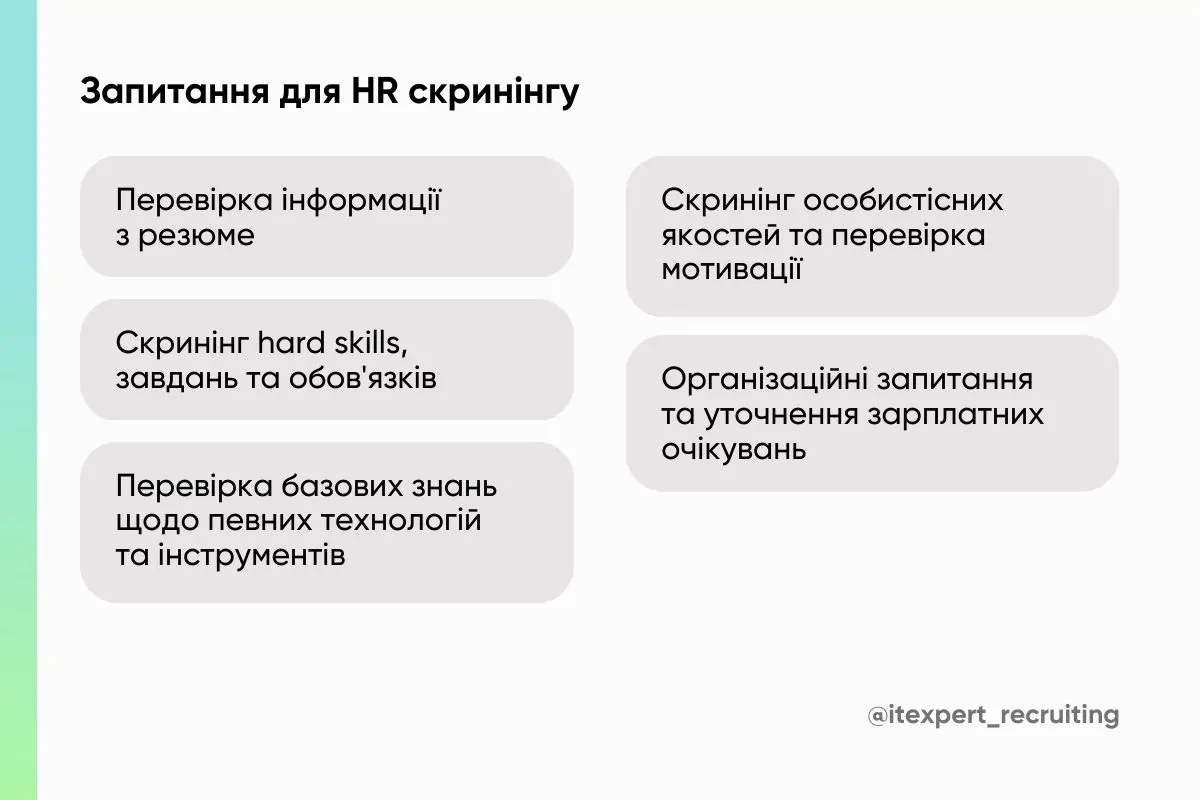 Запитання для HR скринінгу
Перевірка інформації
з резюме
Скринінг hard skills,
завдань та обов'язків
Перевірка базових знань
щодо певних технологій
та інструментів
Скринінг особистісних
якостей та перевірка
мотивації
Організаційні запитання
та уточнення зарплатних
очікувань
@itexpert_recruiting